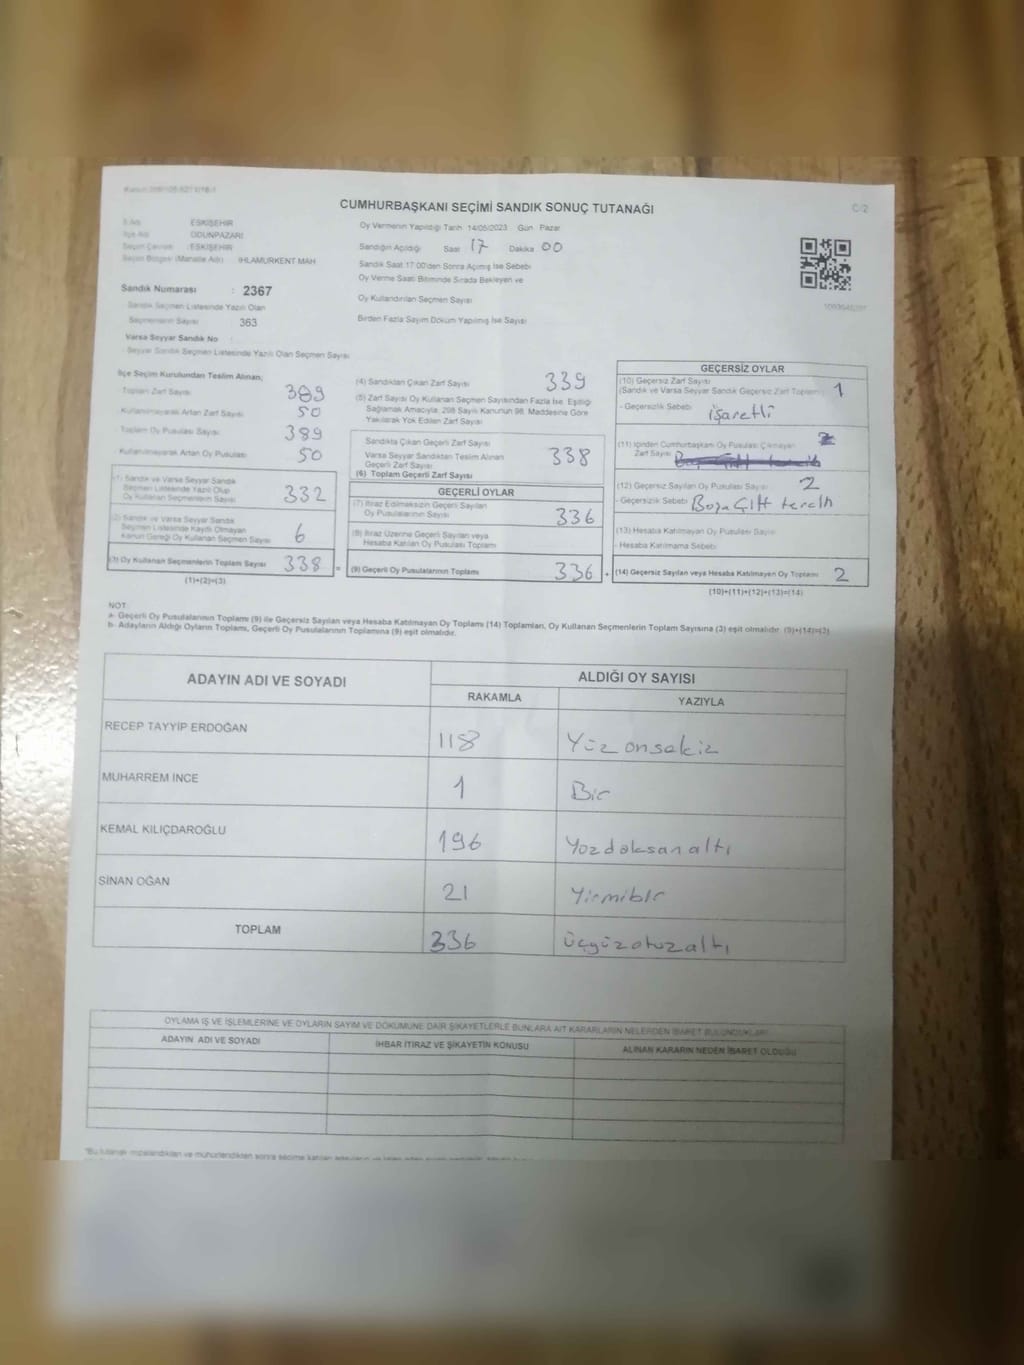 CUMHURBAŞKANI SEÇİMİ SANDIK SONUÇ TUTANAĞI
C-2
İli Adı ESKİŞEHİR
İlçe Adı ODUNPAZARI
Seçim Çevresi : ESKİŞEHİR
Seçim Bölgesi (Mahalle Adı) IHLAMURKENT MAH
Sandık Numarası : 2367
Sandık Seçmen Listesinde Yazılı Olan
Seçmenlerin Sayısı 363
Varsa Seyyar Sandık No
Seyyar Sandık Seçmen Listesinde Yazılı Olan Seçmen Sayısı
Oy Vermenin Yapıldığı Tarih 14/05/2023 Gün Pazar
Sandığın Açıldığı Saat 17 Dakika 00
Sandık Saat 17:00'den Sonra Açılmış İse Sebebi
Oy Verme Saati Bitiminde Sırada Bekleyen ve
Oy Kullandırılan Seçmen Sayısı
Birden Fazla Sayım Döküm Yapılmış İse Sayısı
İlçe Seçim Kurulundan Teslim Alınan;
Toplam Zarf Sayısı 389
Kullanılmayarak Artan Zarf Sayısı 50
Toplam Oy Pusulası Sayısı 389
Kullanılmayarak Artan Oy Pusulası 50
(1) Sandık ve Varsa Seyyar Sandık
Seçmen Listesinde Yazılı Olup
Oy Kullanan Seçmenlerin Sayısı 332
(2) Sandık ve Varsa Seyyar Sandık
Seçmen Listesinde Kayıtlı Olmayan
Kanun Gereği Oy Kullanan Seçmen Sayısı 6
(3) Oy Kullanan Seçmenlerin Toplam Sayısı 338 =
(1)+(2)=(3)
(4) Sandıktan Çıkan Zarf Sayısı 339
(5) Zarf Sayısı Oy Kullanan Seçmen Sayısından Fazla İse, Eşitliği
Sağlamak Amacıyla, 298 Sayılı Kanunun 98. Maddesine Göre
Yakılarak Yok Edilen Zarf Sayısı
Sandıkta Çıkan Geçerli Zarf Sayısı
Varsa Seyyar Sandıktan Teslim Alınan
Geçerli Zarf Sayısı
338
(6) Toplam Geçerli Zarf Sayısı
GEÇERLİ OYLAR
(7) İtiraz Edilmeksizin Geçerli Sayılan
Oy Pusulalarının Sayısı 336
(8) İtiraz Üzerine Geçerli Sayılan veya
Hesaba Katılan Oy Pusulası Toplamı
(9) Geçerli Oy Pusulalarının Toplamı 336 +
GEÇERSİZ OYLAR
(10) Geçersiz Zarf Sayısı
(Sandık ve Varsa Seyyar Sandık Geçersiz Zarf Toplamı) 1
- Geçersizlik Sebebi işaretli
(11) İçinden Cumhurbaşkanı Oy Pusulası Çıkmayan
Zarf Sayısı
(12) Geçersiz Sayılan Oy Pusulası Sayısı 2
- Geçersizlik Sebebi
(13) Hesaba Katılmayan Oy Pusulası Sayısı
- Hesaba Katılmama Sebebi
(14) Geçersiz Sayılan veya Hesaba Katılmayan Oy Toplamı 2
(10)+(11)+(12)+(13)=(14)
NOT:
a- Geçerli Oy Pusulalarının Toplamı (9) ile Geçersiz Sayılan veya Hesaba Katılmayan Oy Toplamı (14) Toplamları, Oy Kullanan Seçmenlerin Toplam Sayısına (3) eşit olmalıdır. (9)+(14)=(3)
b- Adayların Aldığı Oyların Toplamı, Geçerli Oy Pusulalarının Toplamına (9) eşit olmalıdır.
ADAYIN ADI VE SOYADI
ALDIĞI OY SAYISI
RAKAMLA YAZIYLA
RECEP TAYYİP ERDOĞAN 118 Yüz onsekiz
MUHARREM İNCE 1 Bir
KEMAL KILIÇDAROĞLU 196 Yüzdoksan altı
SİNAN OĞAN 21 Yirmibir
TOPLAM 336 üçyüzotuzaltı
OYLAMA İŞ VE İŞLEMLERİNE VE OYLARIN SAYIM VE DÖKÜMÜNE DAİR ŞİKAYETLERLE BUNLARA AİT KARARLARIN NELERDEN İBARET BULUNDUKLARI
ADAYIN ADI VE SOYADI
İHBAR İTİRAZ VE ŞİKAYETİN KONUSU
ALINAN KARARIN NEDEN İBARET OLDUĞU